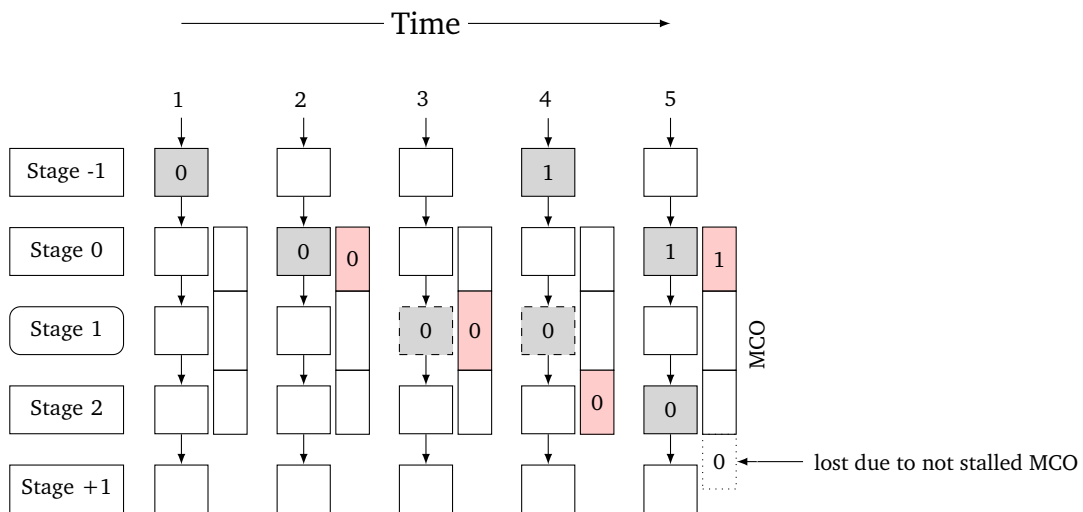 Time
1 2 3 4 5
Stage -1 0 1
Stage 0 0 0 1 1
Stage 1 0 0 0
MCO
Stage 2 0 0
0 lost due to not stalled MCO
Stage +1